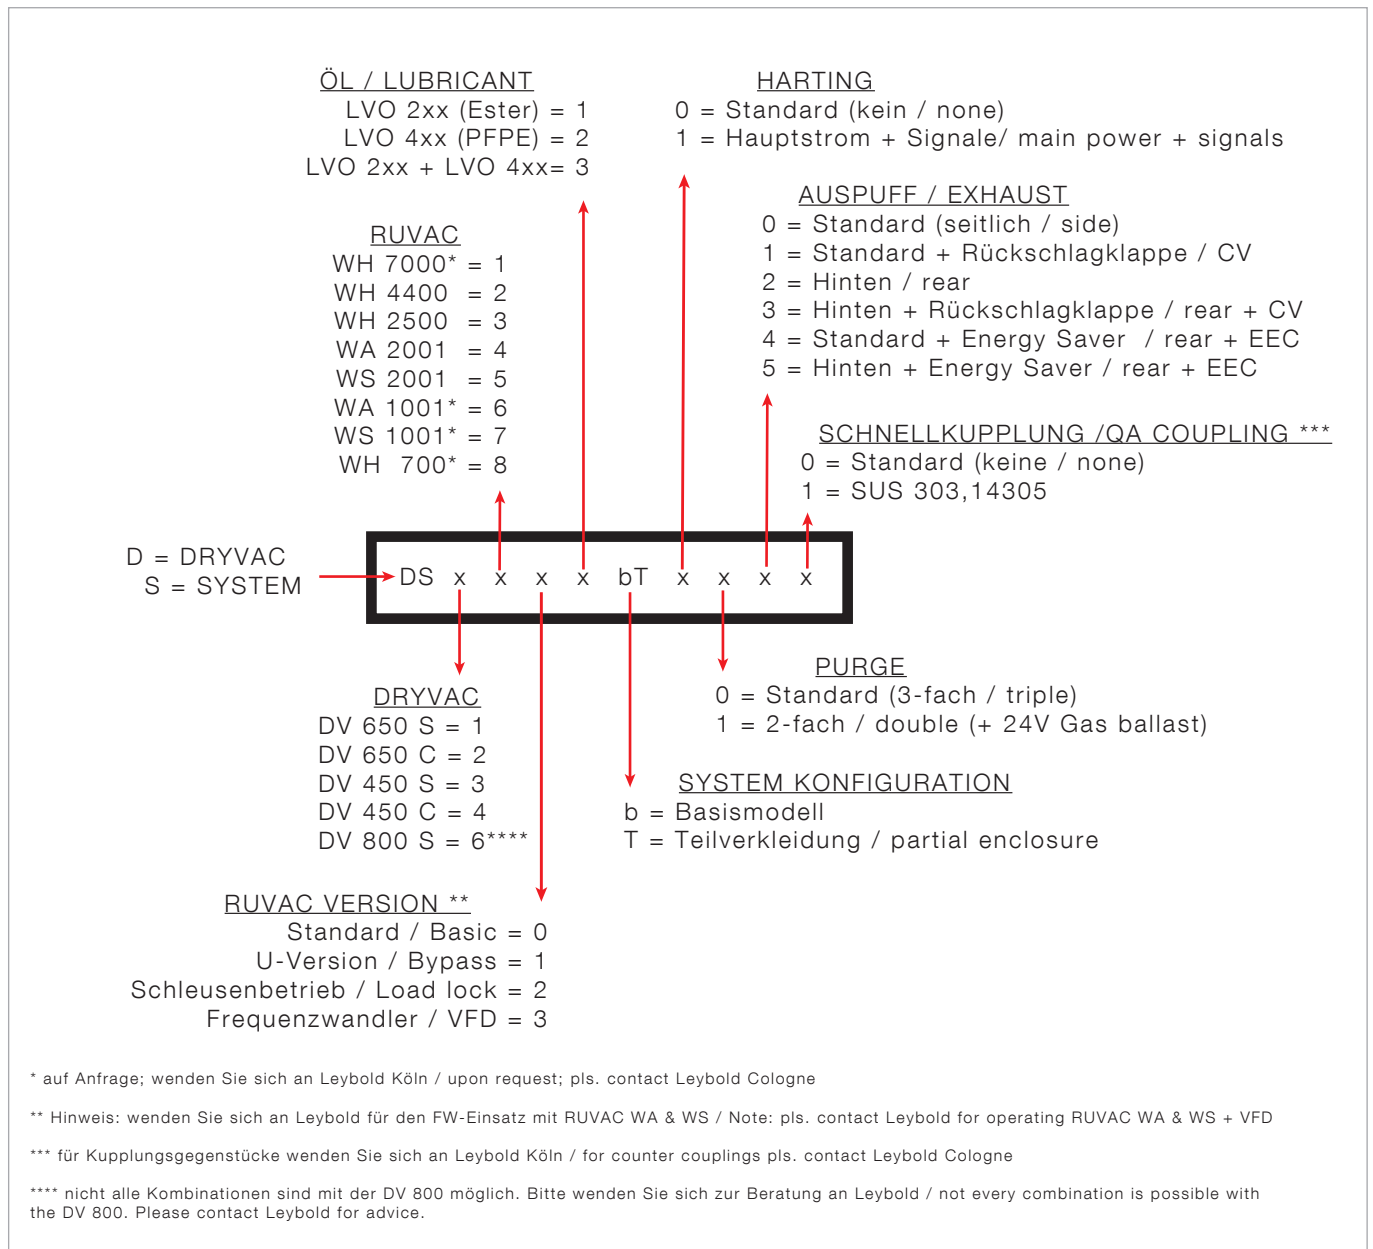 ÖL / LUBRICANT
LVO 2xx (Ester) = 1
LVO 4xx (PFPE) = 2
LVO 2xx + LVO 4xx= 3
HARTING
0 = Standard (kein / none)
1 = Hauptstrom + Signale/ main power + signals
AUSPUFF / EXHAUST
0 = Standard (seitlich / side)
1 = Standard + Rückschlagklappe / CV
2 = Hinten / rear
3 = Hinten + Rückschlagklappe / rear + CV
4 = Standard + Energy Saver / rear + EEC
5 = Hinten + Energy Saver / rear + EEC
RUVAC
WH 7000* = 1
WH 4400 = 2
WH 2500 = 3
WA 2001 = 4
WS 2001 = 5
WA 1001* = 6
WS 1001* = 7
WH 700* = 8
SCHNELLKUPPLUNG /QA COUPLING ***
0 = Standard (keine / none)
1 = SUS 303,14305
D = DRYVAC
S = SYSTEM
DS x x x x bT x x x x
PURGE
0 = Standard (3-fach / triple)
1 = 2-fach / double (+ 24V Gas ballast)
DRYVAC
DV 650 S = 1
DV 650 C = 2
DV 450 S = 3
DV 450 C = 4
DV 800 S = 6****
SYSTEM KONFIGURATION
b = Basismodell
T = Teilverkleidung / partial enclosure
RUVAC VERSION **
Standard / Basic = 0
U-Version / Bypass = 1
Schleusenbetrieb / Load lock = 2
Frequenzwandler / VFD = 3
* auf Anfrage; wenden Sie sich an Leybold Köln / upon request; pls. contact Leybold Cologne
** Hinweis: wenden Sie sich an Leybold für den FW-Einsatz mit RUVAC WA & WS / Note: pls. contact Leybold for operating RUVAC WA & WS + VFD
*** für Kupplungsgegenstücke wenden Sie sich an Leybold Köln / for counter couplings pls. contact Leybold Cologne
**** nicht alle Kombinationen sind mit der DV 800 möglich. Bitte wenden Sie sich zur Beratung an Leybold / not every combination is possible with
the DV 800. Please contact Leybold for advice.